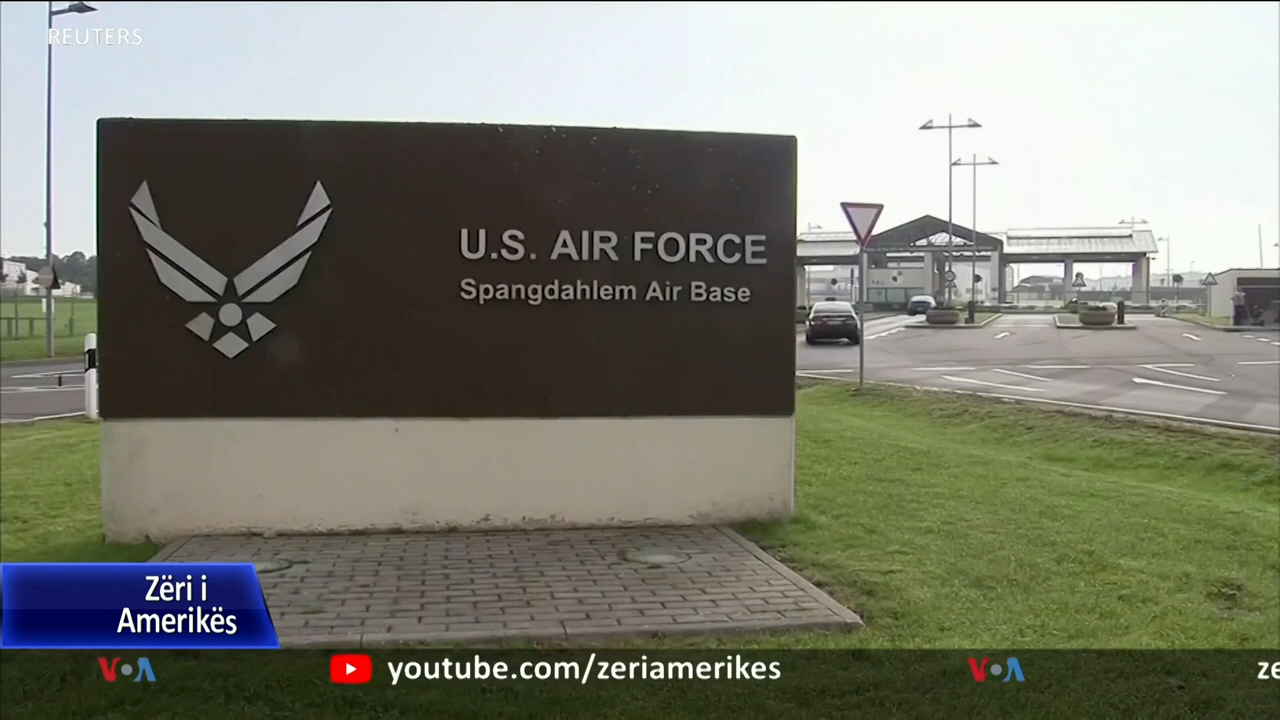 REUTERS
U.S. AIR FORCE
Spangdahlem Air Base
Zëri i
Amerikës
VOA
youtube.com/zeriamerikes
VOA
ze